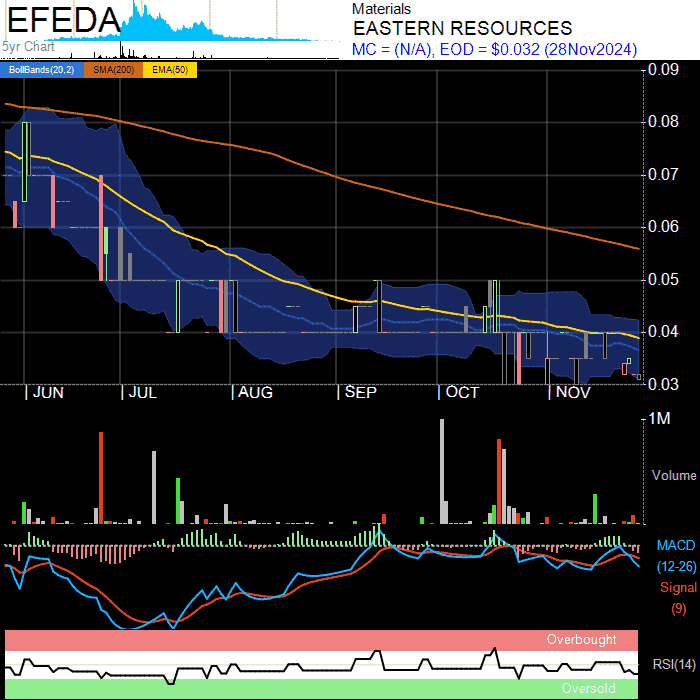 EFEDA
5yr Chart
Materials
EASTERN RESOURCES
MC = (N/A), EOD = $0.032 (28Nov2024)
BollBands(20,2) SMA(200) EMA(50)
0.09
0.08
0.07
0.06
0.05
0.04
0.03
JUN JUL AUG SEP OCT NOV
1M
Volume
MACD
(12-26)
Signal
(9)
Overbought
RSI(14)
Oversold